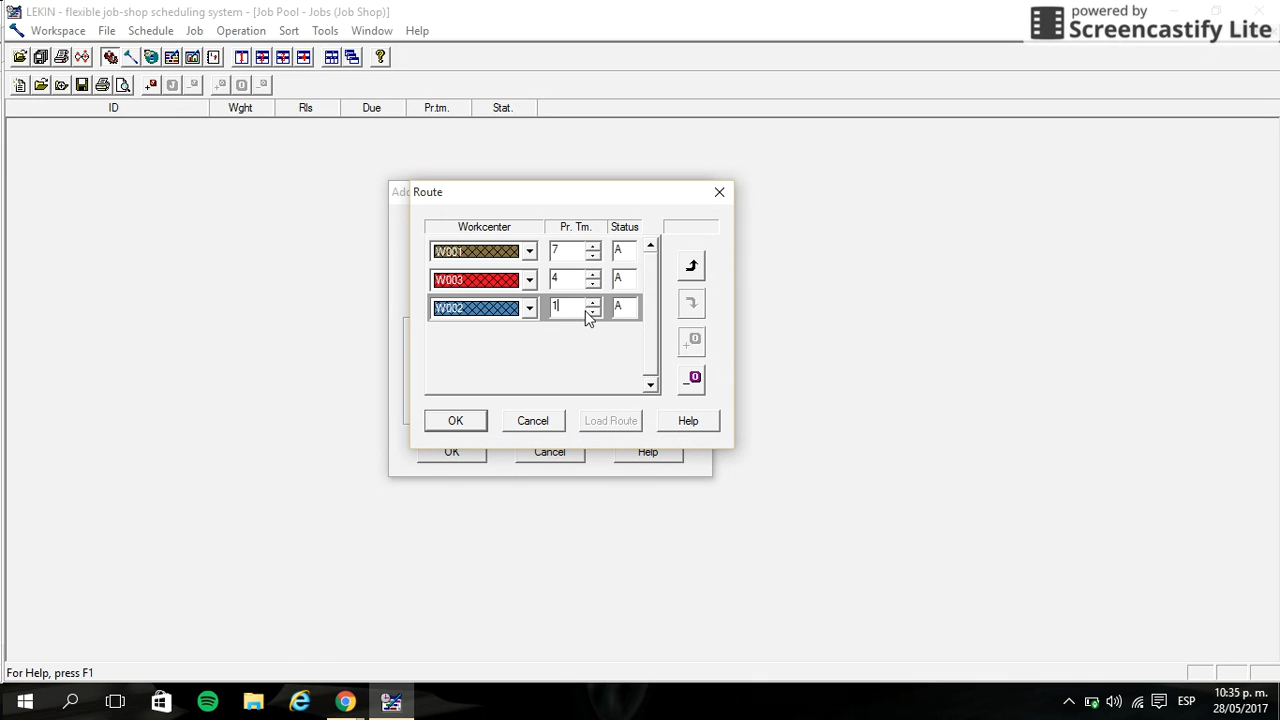 LEKIN - flexible job-shop scheduling system - [Job Pool - Jobs (Job Shop)]
powered by
Screencastify Lite
Workspace File Schedule Job Operation Sort Tools Window Help
ID Wght Rls Due Pr.tm. Stat.
Route
Workcenter Pr. Tm. Status
W001 7 A
W003 4 A
W002 1 A
OK Cancel Load Route Help
OK Cancel Help
For Help, press F1
ESP
10:35 p. m.
28/05/2017